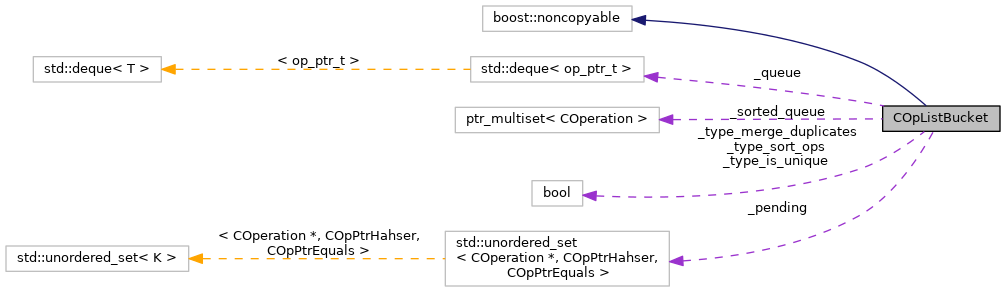 boost::noncopyable
std::deque< T >
< op_ptr_t >
std::deque< op_ptr_t >
_queue
ptr_multiset< COperation >
_sorted_queue
COpListBucket
_type_merge_duplicates
_type_sort_ops
_type_is_unique
bool
_pending
std::unordered_set< K >
< COperation *, COpPtrHahser,
COpPtrEquals >
std::unordered_set
< COperation *, COpPtrHahser,
COpPtrEquals >